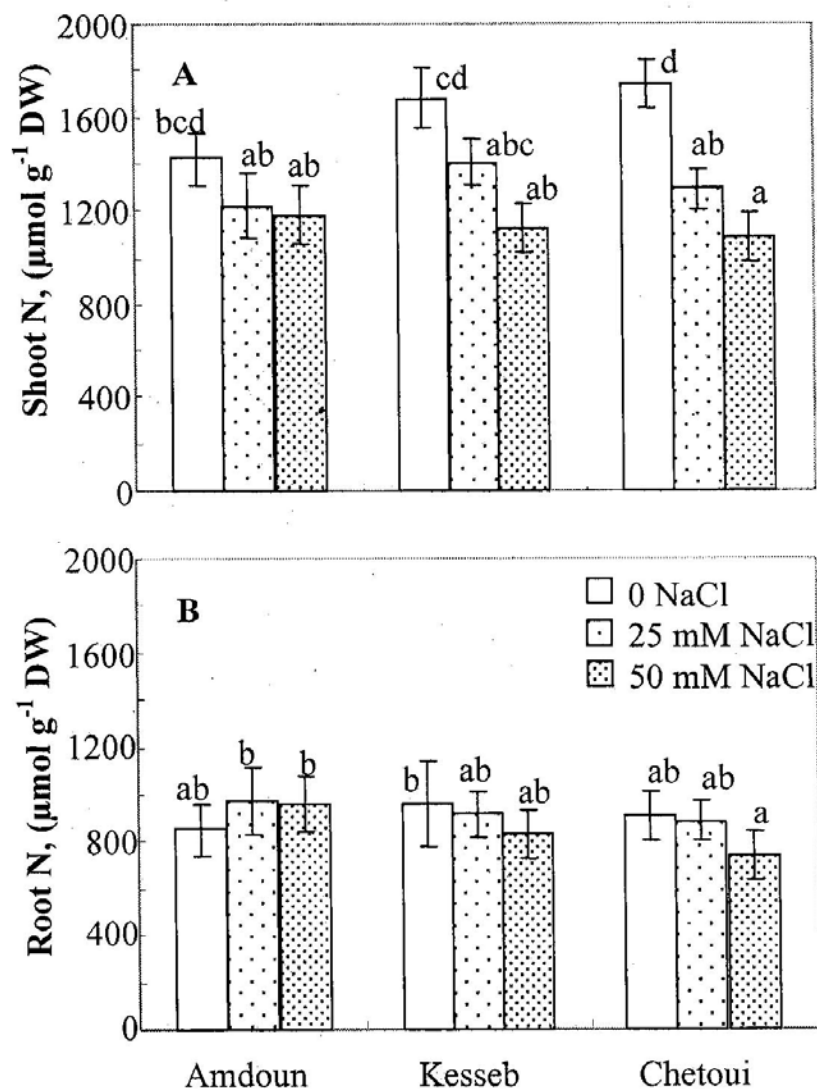 2000
A
1600
1200
800
400
0
Shoot N, (µmol g⁻¹ DW)
bcd
ab
ab
cd
abc
ab
d
ab
a
2000
B
1600
1200
800
400
0
Root N, (µmol g⁻¹ DW)
0 NaCl
25 mM NaCl
50 mM NaCl
ab
b
b
b
ab
ab
ab
ab
a
Amdoun Kesseb Chetoui